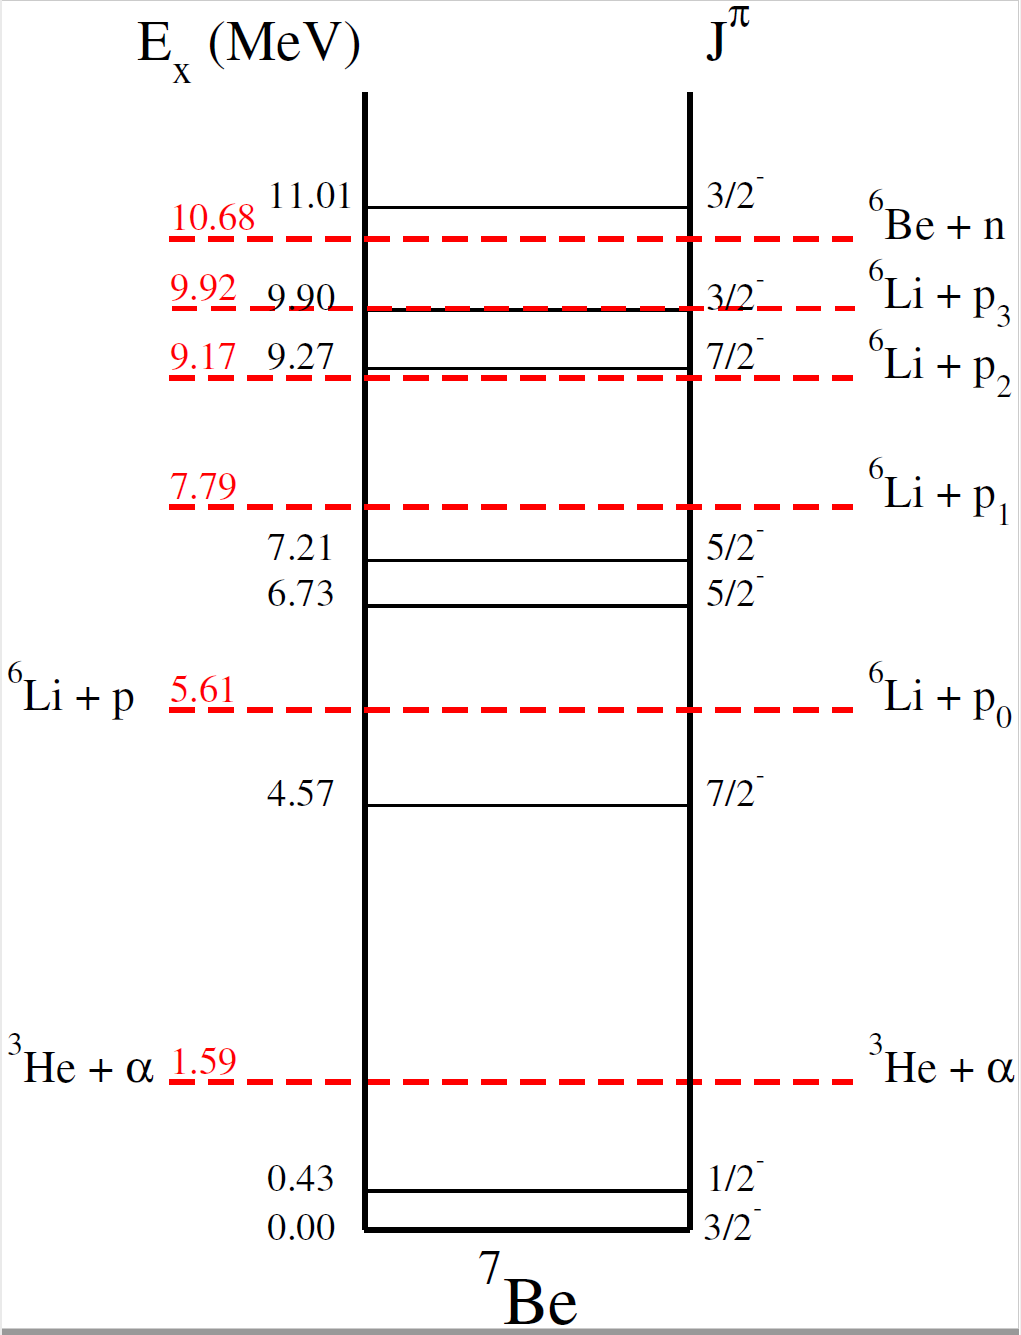 Eₓ (MeV) J^π
11.01 3/2⁻
10.68 ⁶Be + n
9.92 ⁶Li + p₃
9.90 3/2⁻
9.17 ⁶Li + p₂
9.27 7/2⁻
7.79 ⁶Li + p₁
7.21 5/2⁻
6.73 5/2⁻
⁶Li + p 5.61 ⁶Li + p₀
4.57 7/2⁻
³He + α 1.59 ³He + α
0.43 1/2⁻
0.00 3/2⁻
⁷Be